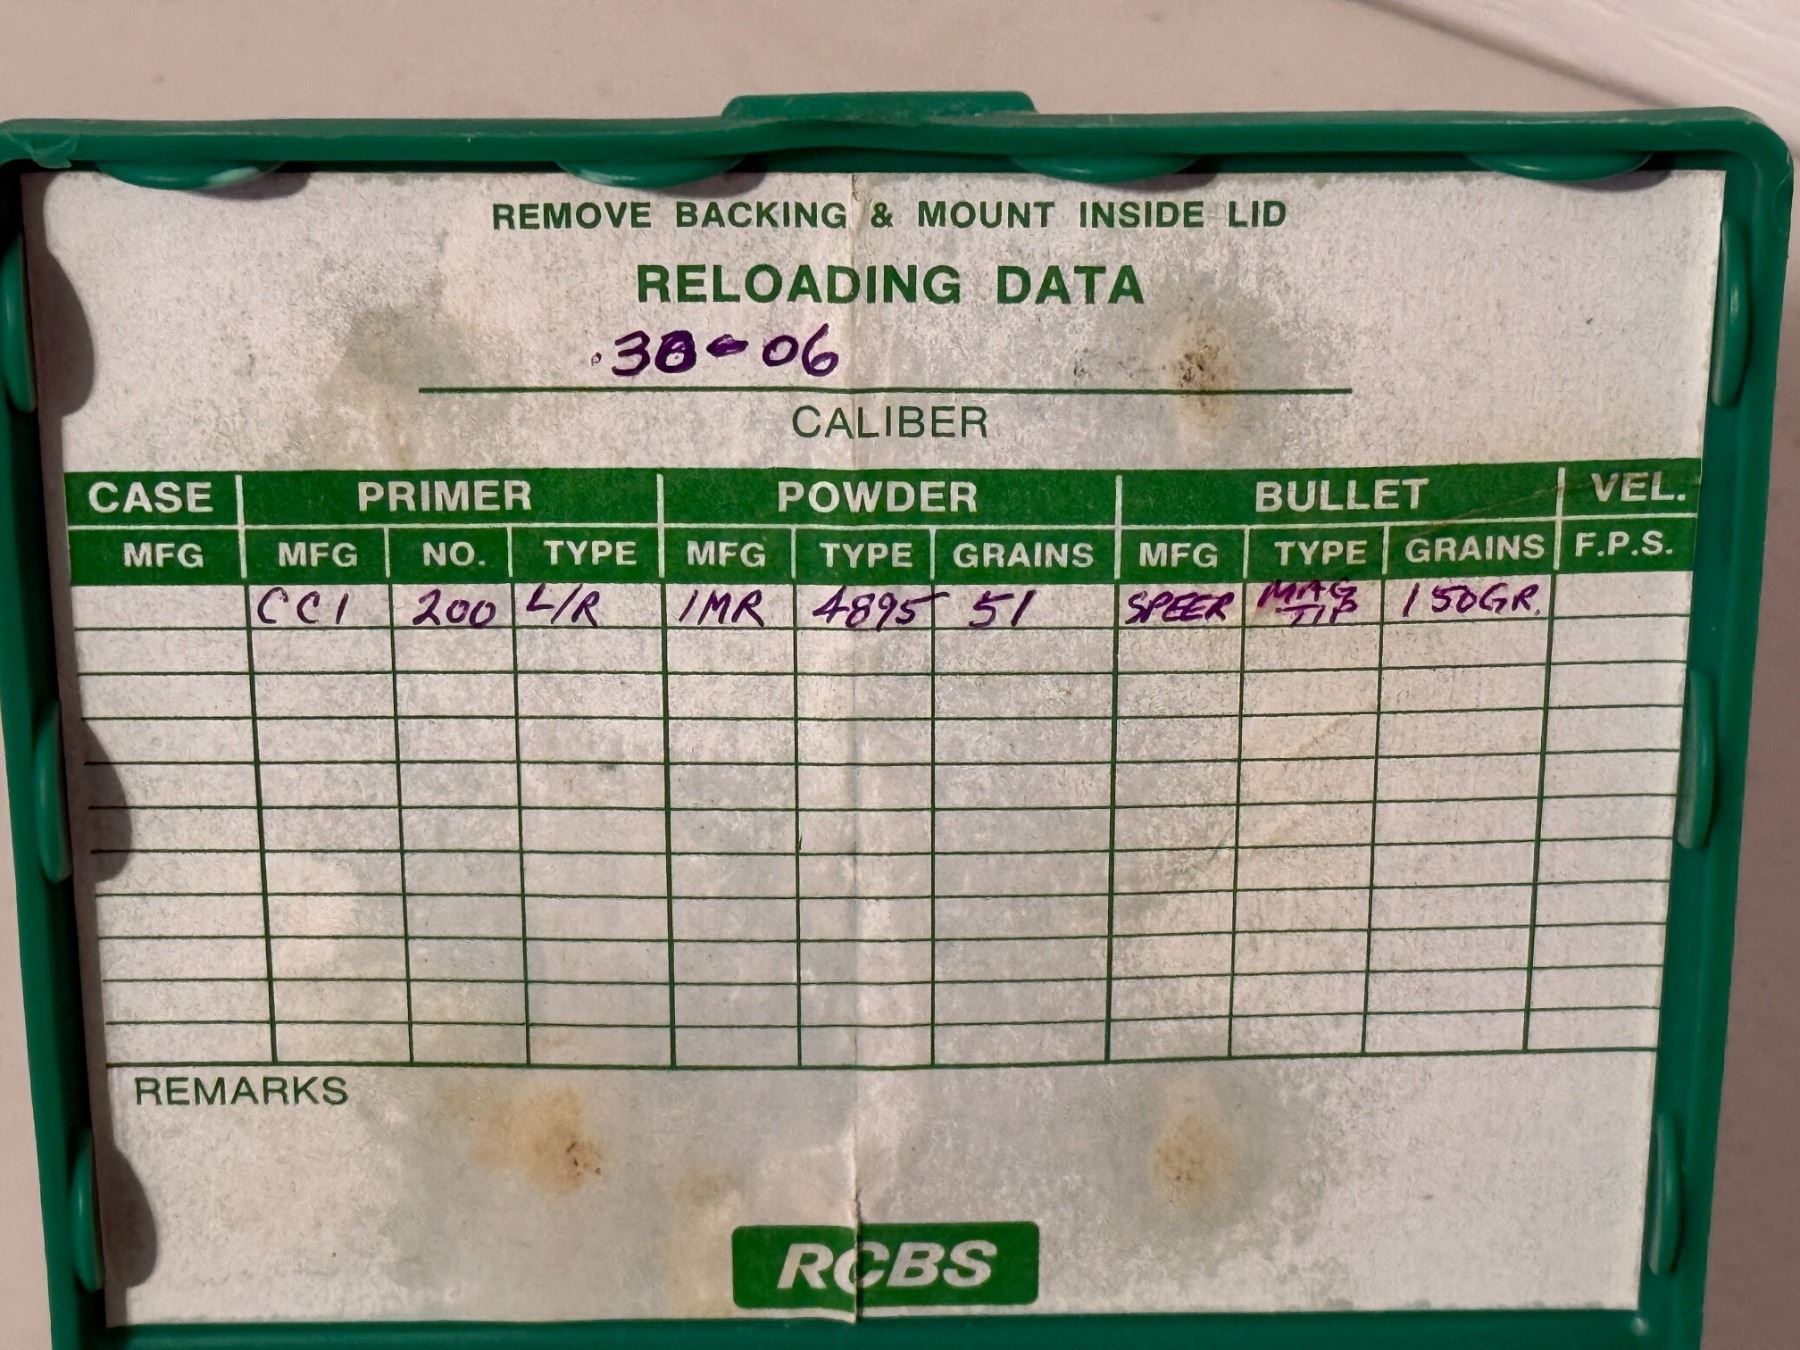 REMOVE BACKING & MOUNT INSIDE LID
RELOADING DATA
.30-06
CALIBER
CASE PRIMER POWDER BULLET VEL.
MFG MFG NO. TYPE MFG TYPE GRAINS MFG TYPE GRAINS F.P.S.
CCI 200 L/R IMR 4895 51 SPEER MAG TIP 150GR.
REMARKS
RCBS